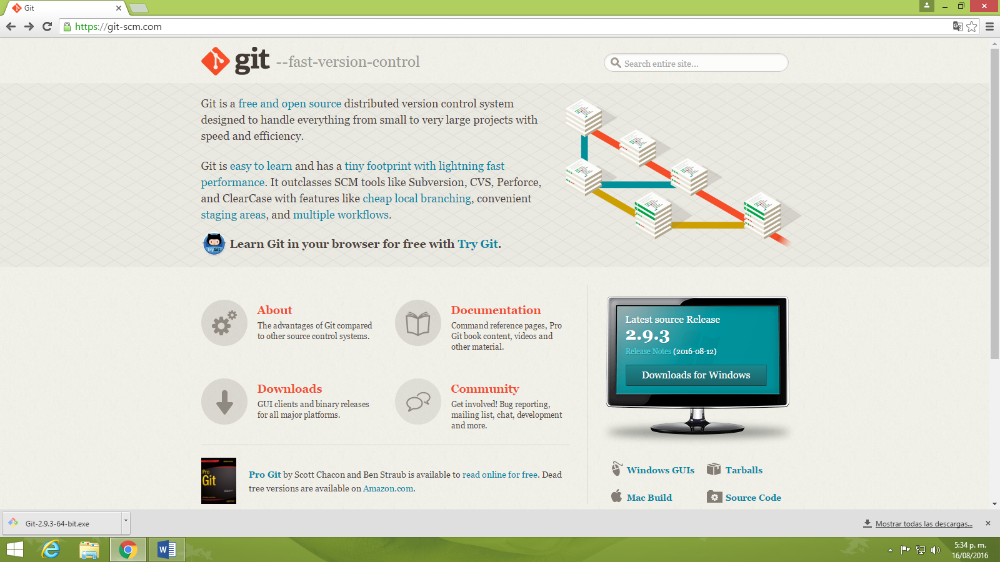 Git
https://git-scm.com
git --fast-version-control
Search entire site...
Git is a free and open source distributed version control system
designed to handle everything from small to very large projects with
speed and efficiency.
Git is easy to learn and has a tiny footprint with lightning fast
performance. It outclasses SCM tools like Subversion, CVS, Perforce,
and ClearCase with features like cheap local branching, convenient
staging areas, and multiple workflows.
tryGit
Learn Git in your browser for free with Try Git.
About
The advantages of Git compared
to other source control systems.
Documentation
Command reference pages, Pro
Git book content, videos and
other material.
Downloads
GUI clients and binary releases
for all major platforms.
Community
Get involved! Bug reporting,
mailing list, chat, development
and more.
Latest source Release
2.9.3
Release Notes (2016-08-12)
Downloads for Windows
Pro
Git
Pro Git by Scott Chacon and Ben Straub is available to read online for free. Dead
tree versions are available on Amazon.com.
Windows GUIs
Tarballs
Mac Build
Source Code
Git-2.9.3-64-bit.exe
Mostrar todas las descargas...
5:34 p. m.
16/08/2016